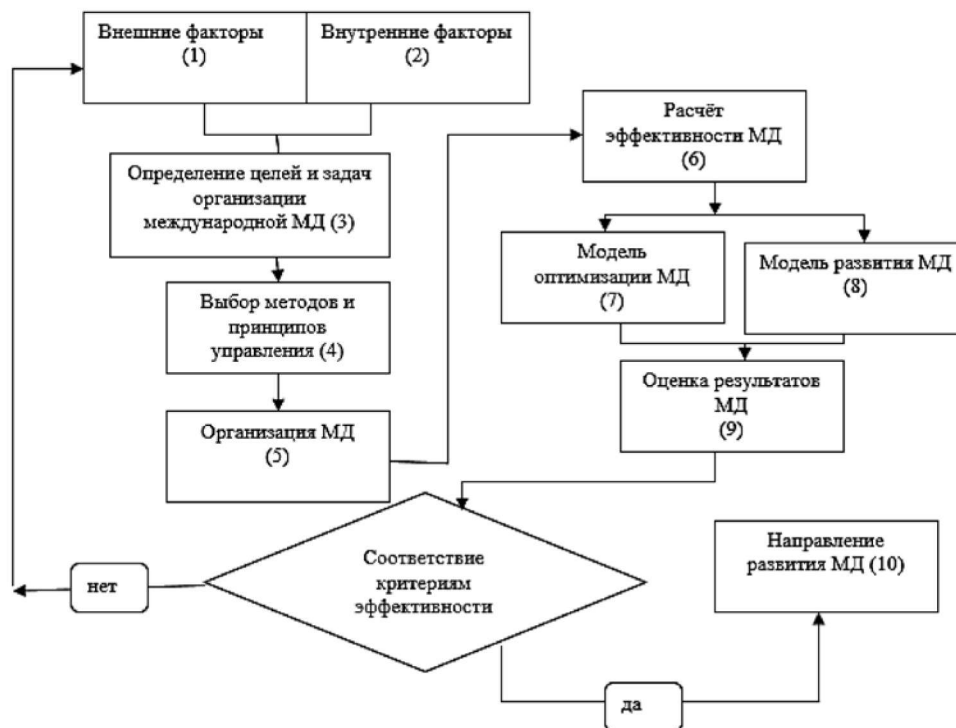 Внешние факторы
(1)
Внутренние факторы
(2)
Определение целей и задач
организации
международной МД (3)
Выбор методов и
принципов
управления (4)
Организация МД
(5)
Расчёт
эффективности МД
(6)
Модель
оптимизации МД
(7)
Модель развития МД
(8)
Оценка результатов
МД
(9)
Соответствие
критериям
эффективности
нет
да
Направление
развития МД (10)